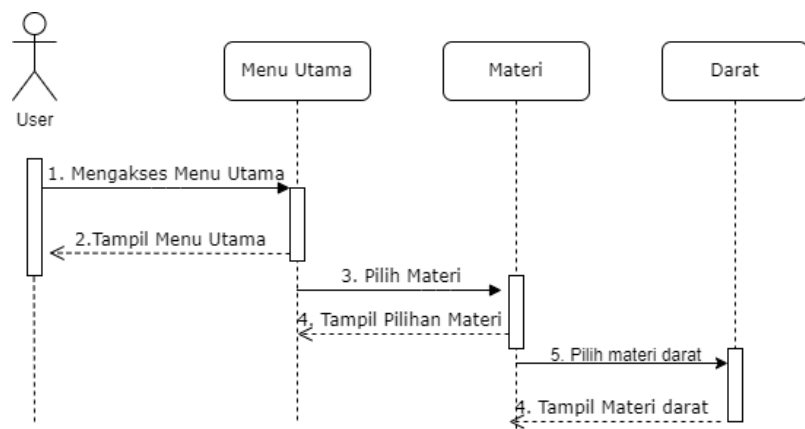 Menu Utama
Materi
Darat
User
1. Mengakses Menu Utama
2.Tampil Menu Utama
3. Pilih Materi
4, Tampil Pilihan Materi
5. Pilih materi darat
4. Tampil Materi darat